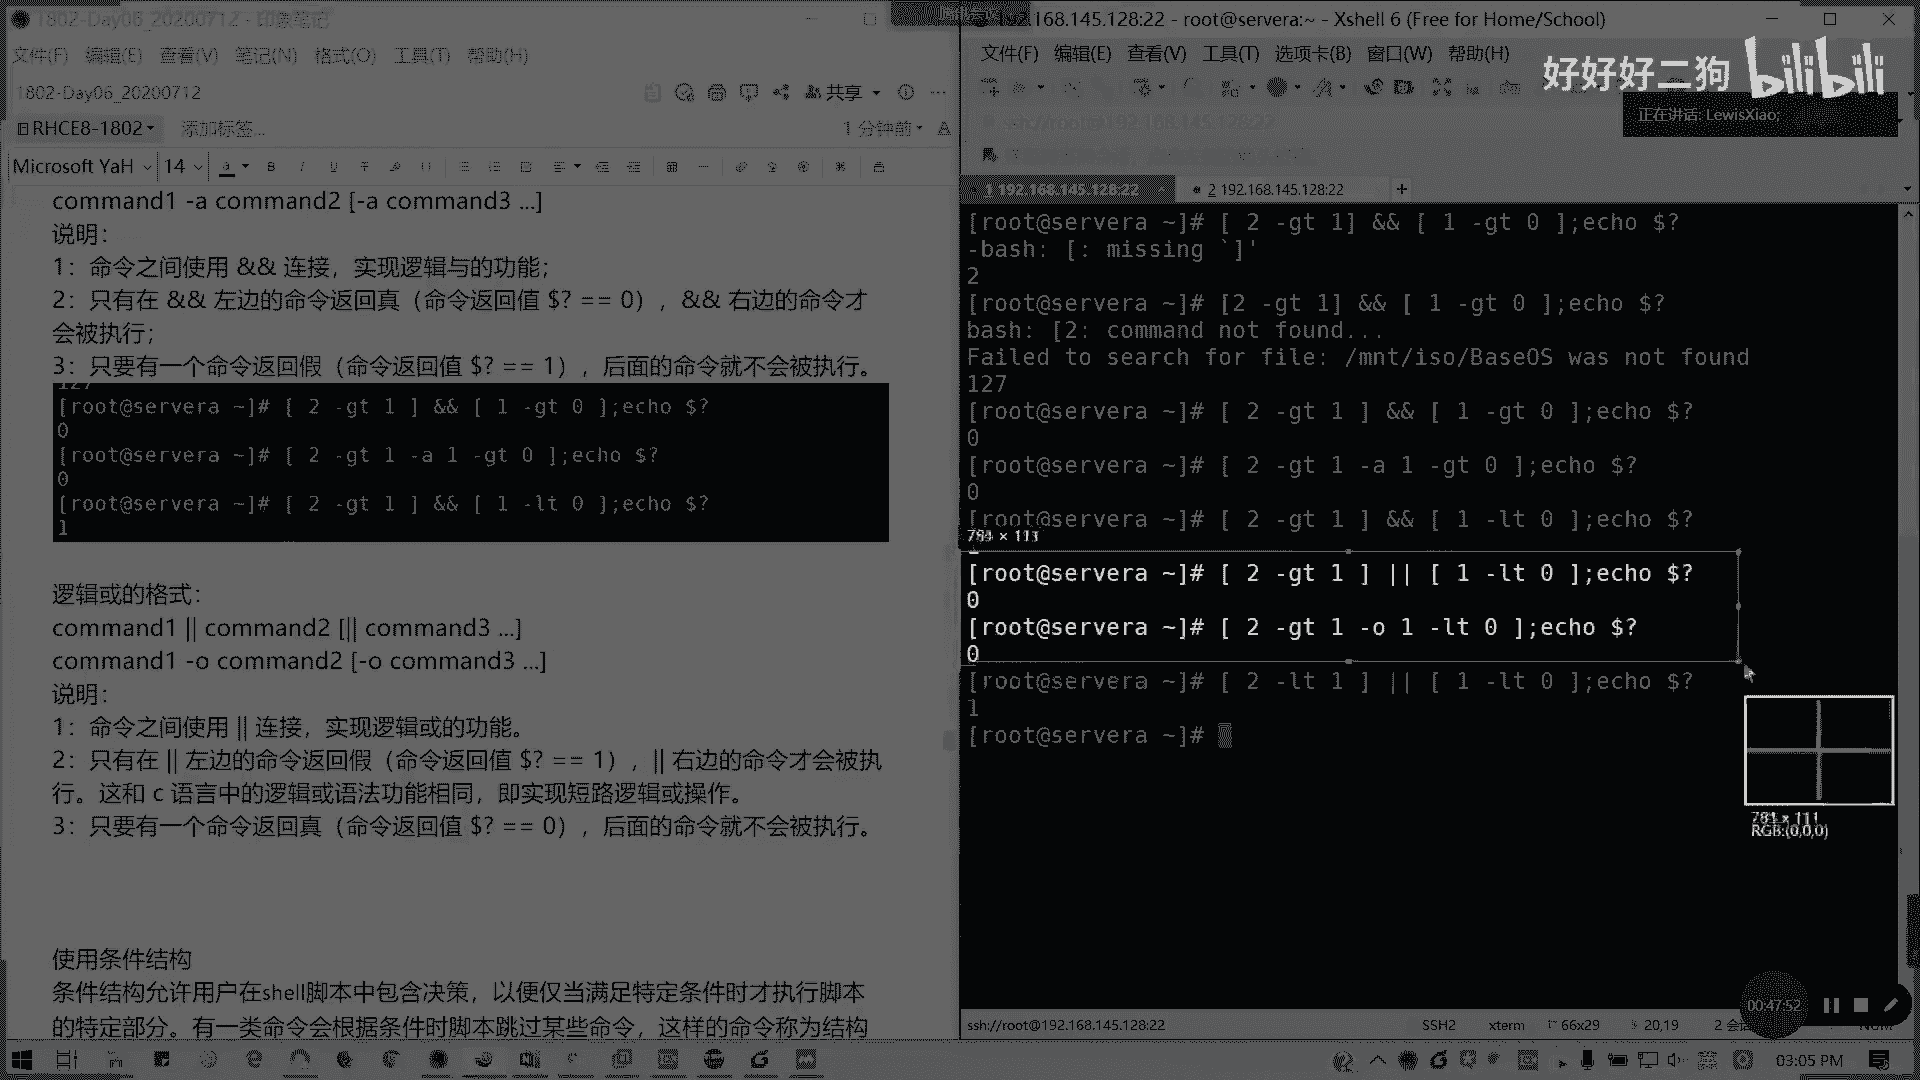 1802-Day06_20200712 - 印象笔记
文件(F) 编辑(E) 查看(V) 笔记(N) 格式(O) 工具(T) 帮助(H)
1802-Day06_20200712
共享
RHCE8-1802
添加标签...
1 分钟前
Microsoft YaH 14
command1 -a command2 [-a command3 ...]
说明：
1：命令之间使用 && 连接，实现逻辑与的功能；
2：只有在 && 左边的命令返回真（命令返回值 $? == 0），&& 右边的命令才
会被执行；
3：只要有一个命令返回假（命令返回值 $? == 1），后面的命令就不会被执行。
127
[root@servera ~]# [ 2 -gt 1 ] && [ 1 -gt 0 ];echo $?
0
[root@servera ~]# [ 2 -gt 1 -a 1 -gt 0 ];echo $?
0
[root@servera ~]# [ 2 -gt 1 ] && [ 1 -lt 0 ];echo $?
1
逻辑或的格式：
command1 || command2 [|| command3 ...]
command1 -o command2 [-o command3 ...]
说明：
1：命令之间使用 || 连接，实现逻辑或的功能。
2：只有在 || 左边的命令返回假（命令返回值 $? == 1），|| 右边的命令才会被执
行。这和 c 语言中的逻辑或语法功能相同，即实现短路逻辑或操作。
3：只要有一个命令返回真（命令返回值 $? == 0），后面的命令就不会被执行。
使用条件结构
条件结构允许用户在shell脚本中包含决策，以便仅当满足特定条件时才执行脚本
的特定部分。有一类命令会根据条件时脚本跳过某些命令，这样的命令称为结构
192.168.145.128:22 - root@servera:~ - Xshell 6 (Free for Home/School)
文件(F) 编辑(E) 查看(V) 工具(T) 选项卡(B) 窗口(W) 帮助(H)
好好好二狗 bilibili
正在讲话: LewisXiao;
ssh://root@192.168.145.128:22
1 192.168.145.128:22
2 192.168.145.128:22
[root@servera ~]# [ 2 -gt 1] && [ 1 -gt 0 ];echo $?
-bash: [: missing `]'
2
[root@servera ~]# [2 -gt 1] && [ 1 -gt 0 ];echo $?
bash: [2: command not found...
Failed to search for file: /mnt/iso/BaseOS was not found
127
[root@servera ~]# [ 2 -gt 1 ] && [ 1 -gt 0 ];echo $?
0
[root@servera ~]# [ 2 -gt 1 -a 1 -gt 0 ];echo $?
0
[root@servera ~]# [ 2 -gt 1 ] && [ 1 -lt 0 ];echo $?
[root@servera ~]# [ 2 -gt 1 ] || [ 1 -lt 0 ];echo $?
0
[root@servera ~]# [ 2 -gt 1 -o 1 -lt 0 ];echo $?
0
[root@servera ~]# [ 2 -lt 1 ] || [ 1 -lt 0 ];echo $?
1
[root@servera ~]#
RGB:(0,0,0)
00:47:52
ssh://root@192.168.145.128:22
SSH2 xterm 66x29 20,19
NUM
03:05 PM